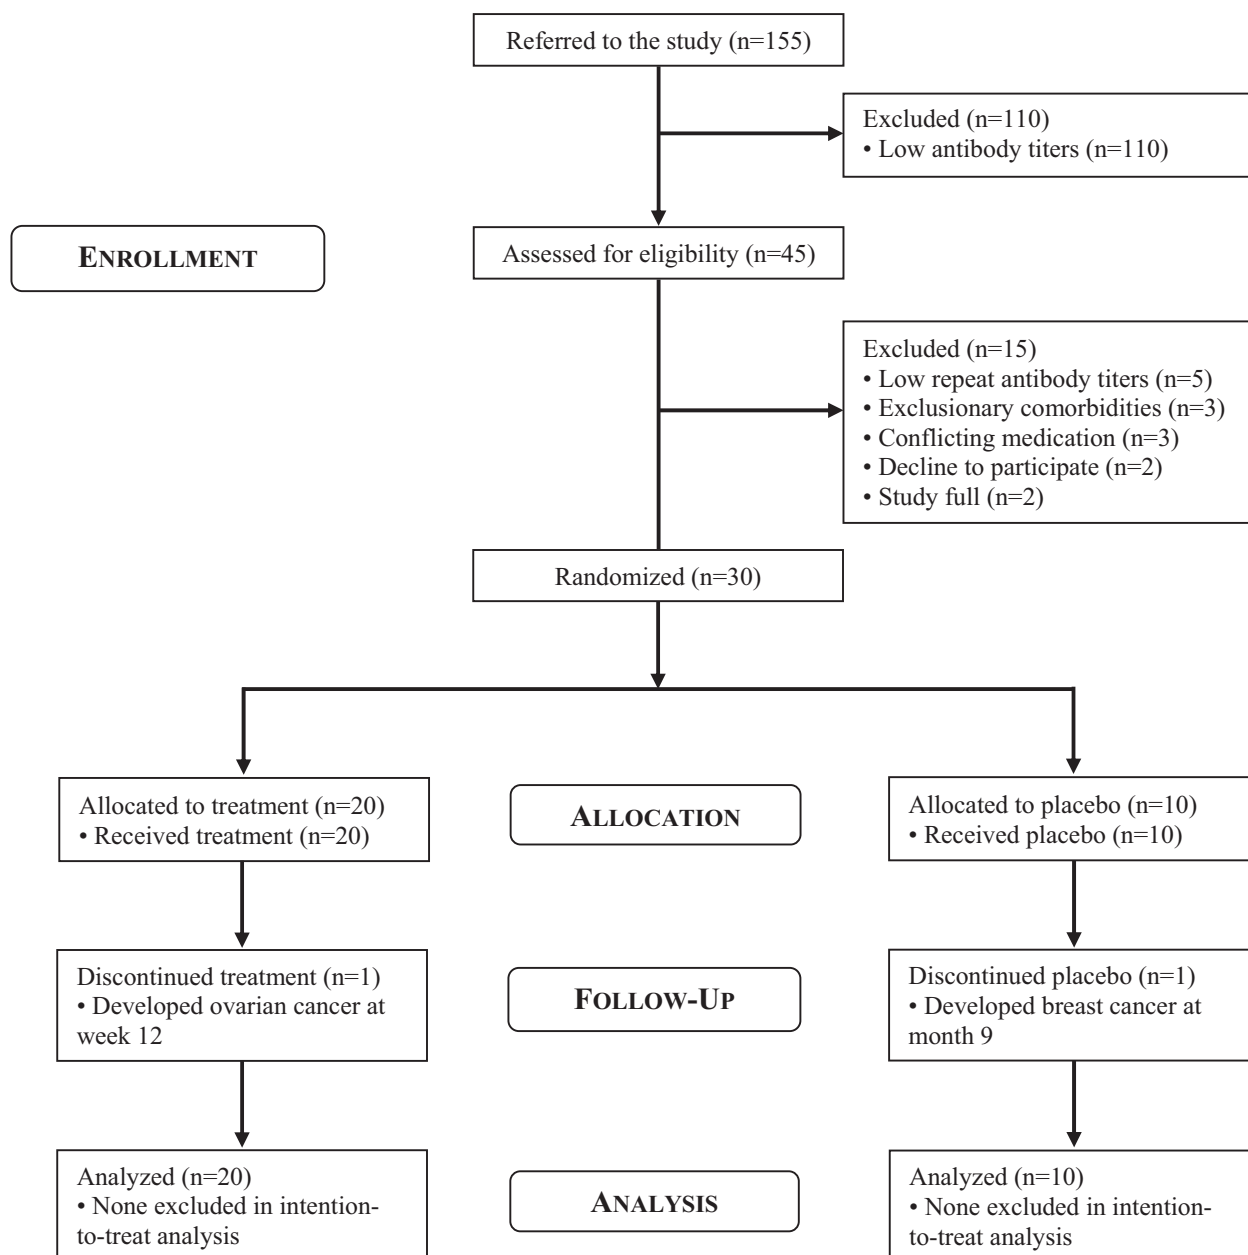 Referred to the study (n=155)
Excluded (n=110)
• Low antibody titers (n=110)
ENROLLMENT
Assessed for eligibility (n=45)
Excluded (n=15)
• Low repeat antibody titers (n=5)
• Exclusionary comorbidities (n=3)
• Conflicting medication (n=3)
• Decline to participate (n=2)
• Study full (n=2)
Randomized (n=30)
Allocated to treatment (n=20)
• Received treatment (n=20)
ALLOCATION
Allocated to placebo (n=10)
• Received placebo (n=10)
Discontinued treatment (n=1)
• Developed ovarian cancer at
week 12
FOLLOW-UP
Discontinued placebo (n=1)
• Developed breast cancer at
month 9
Analyzed (n=20)
• None excluded in intention-
to-treat analysis
ANALYSIS
Analyzed (n=10)
• None excluded in intention-
to-treat analysis